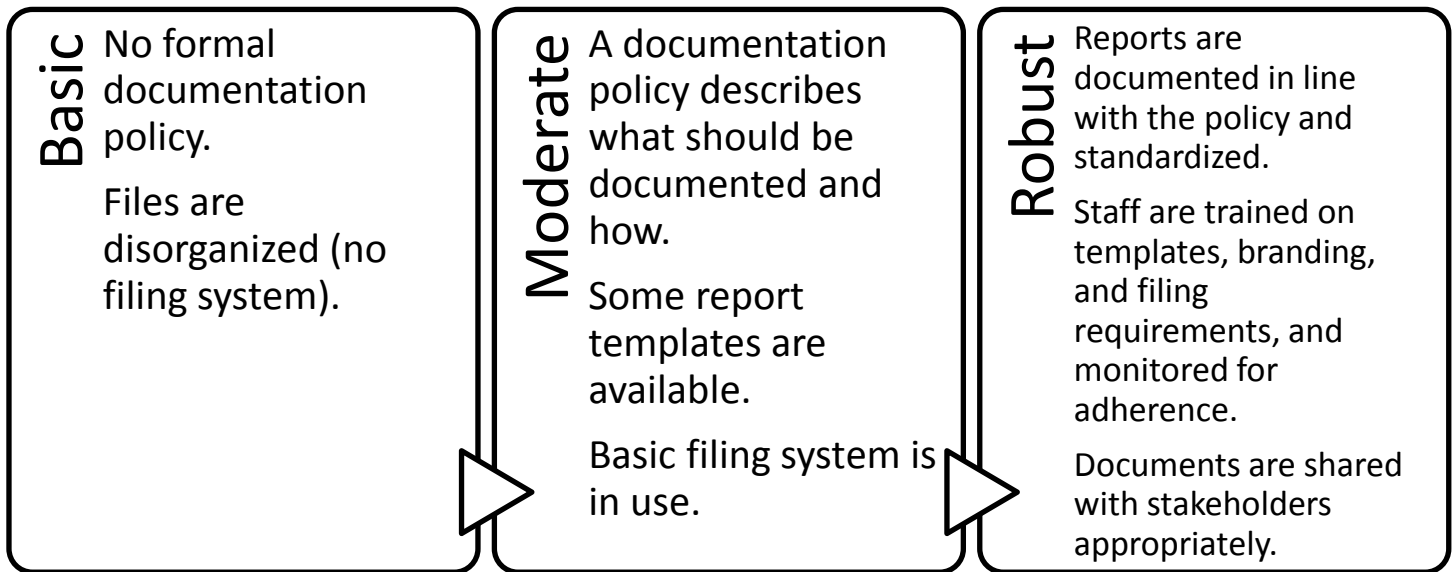 Basic
No formal
documentation
policy.
Files are
disorganized (no
filing system).
Moderate
A documentation
policy describes
what should be
documented and
how.
Some report
templates are
available.
Basic filing system is
in use.
Robust
Reports are
documented in line
with the policy and
standardized.
Staff are trained on
templates, branding,
and filing
requirements, and
monitored for
adherence.
Documents are shared
with stakeholders
appropriately.